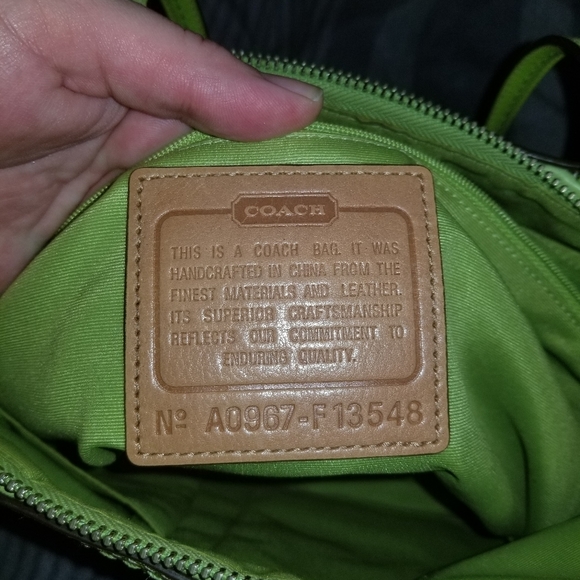 COACH
THIS IS A COACH BAG. IT WAS
HANDCRAFTED IN CHINA FROM THE
FINEST MATERIALS AND LEATHER.
ITS SUPERIOR CRAFTSMANSHIP
REFLECTS OUR COMMITMENT TO
ENDURING QUALITY.
Nº A0967-F13548